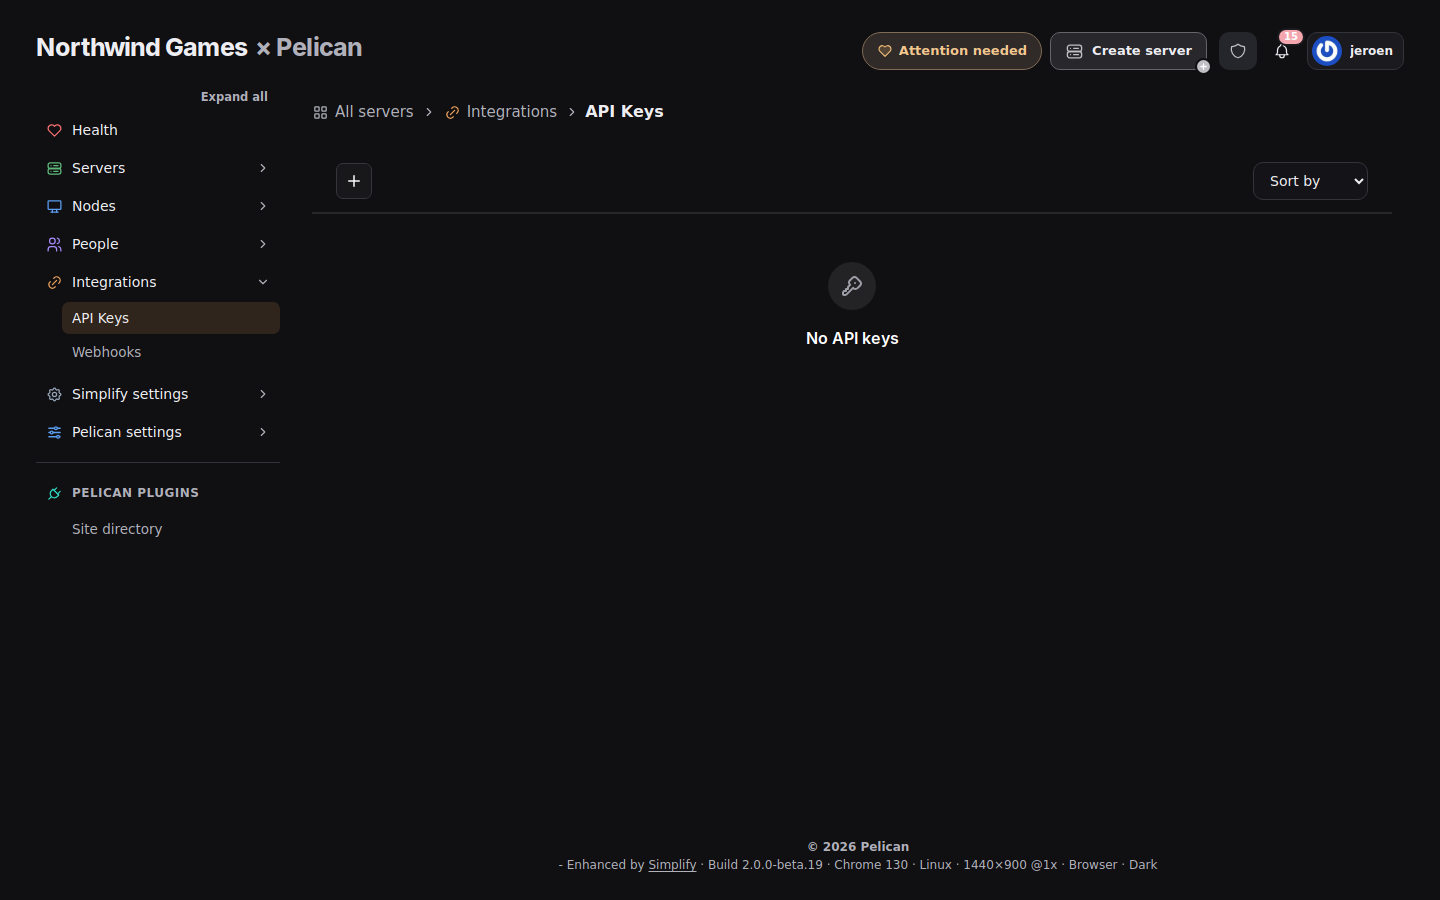 Northwind Games × Pelican
Attention needed
Create server
15
jeroen
Expand all
Health
Servers
Nodes
People
Integrations
API Keys
Webhooks
Simplify settings
Pelican settings
PELICAN PLUGINS
Site directory
All servers > Integrations > API Keys
Sort by
No API keys
© 2026 Pelican
- Enhanced by Simplify · Build 2.0.0-beta.19 · Chrome 130 · Linux · 1440×900 @1x · Browser · Dark